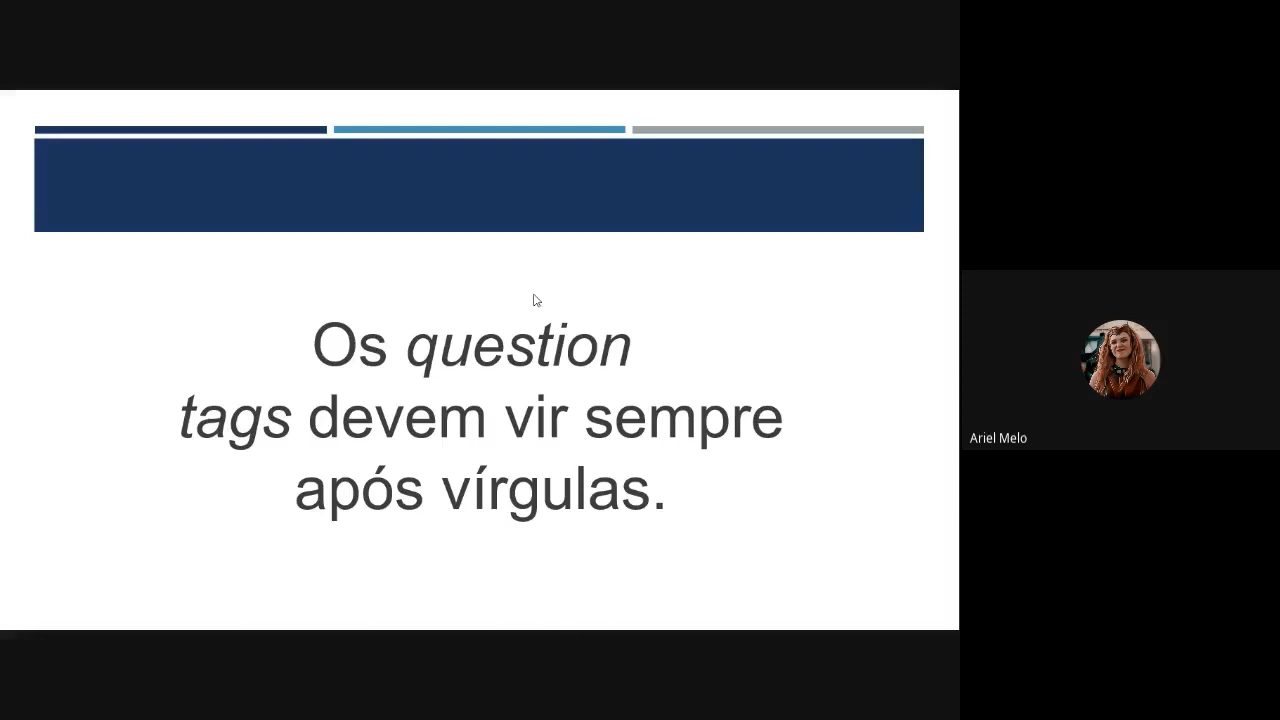 Os question
tags devem vir sempre
após vírgulas.
Ariel Melo